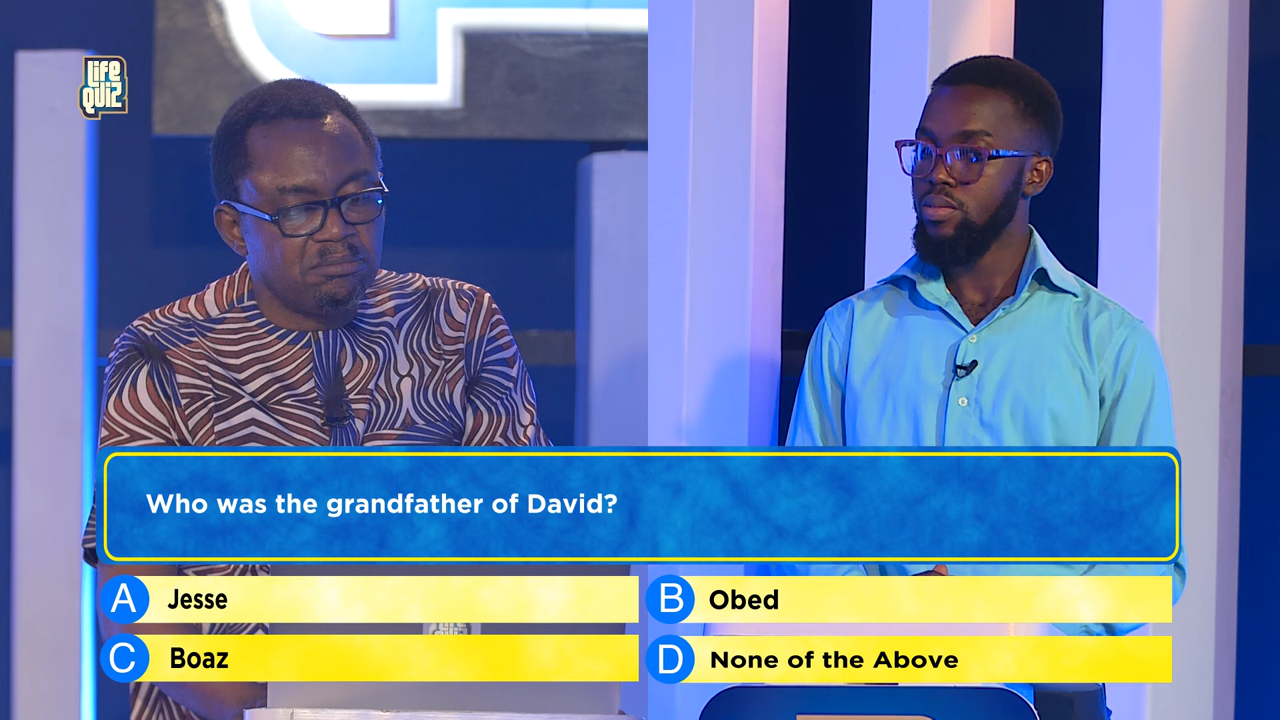 LIFE
QUIZ
Who was the grandfather of David?
A Jesse
B Obed
C Boaz
D None of the Above